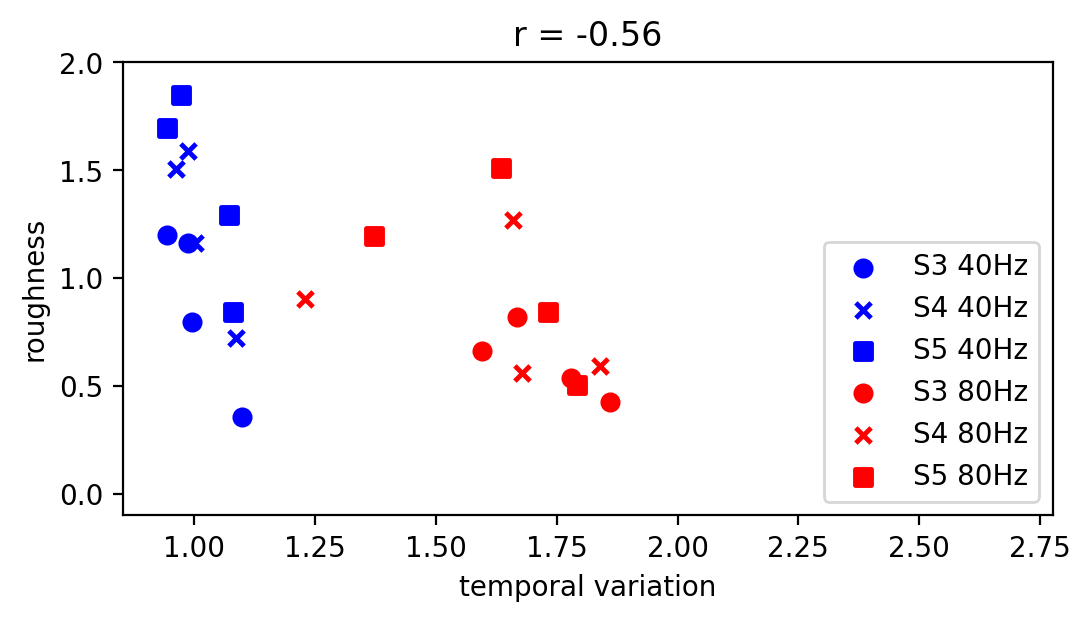 r = -0.56
roughness
2.0
1.5
1.0
0.5
0.0
S3 40Hz
S4 40Hz
S5 40Hz
S3 80Hz
S4 80Hz
S5 80Hz
1.00 1.25 1.50 1.75 2.00 2.25 2.50 2.75
temporal variation